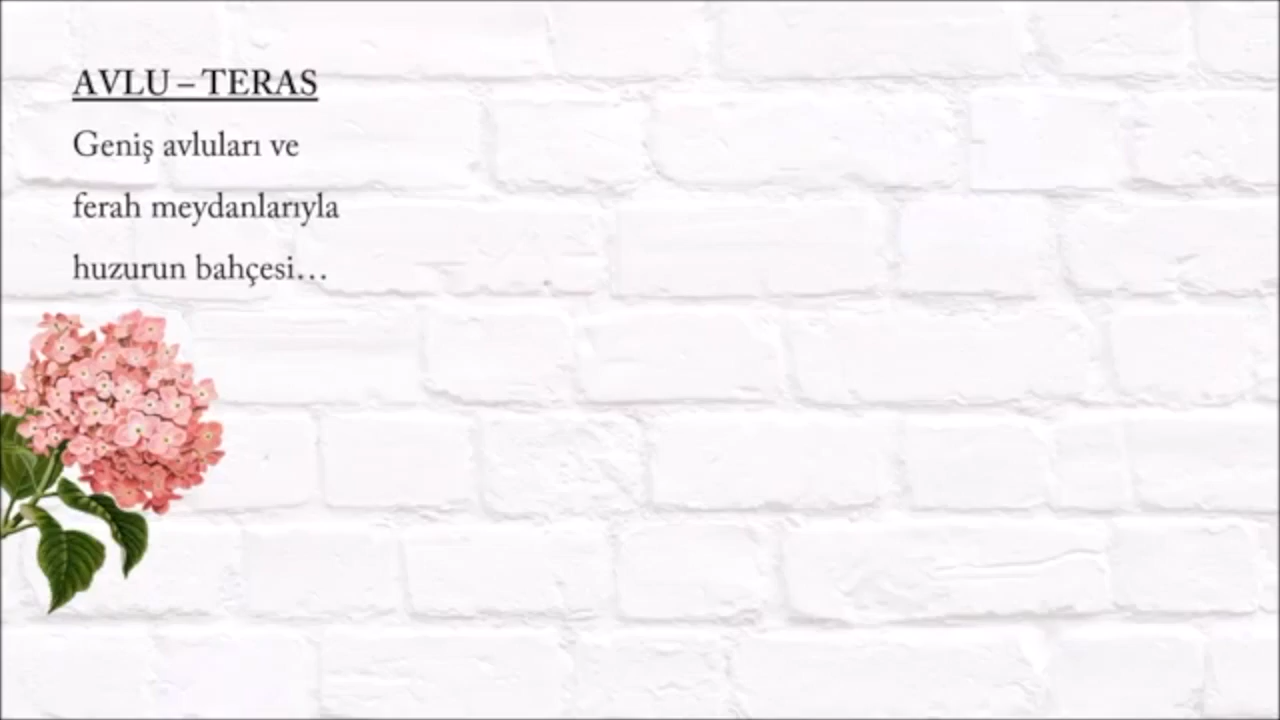 AVLU – TERAS
Geniş avluları ve
ferah meydanlarıyla
huzurun bahçesi…